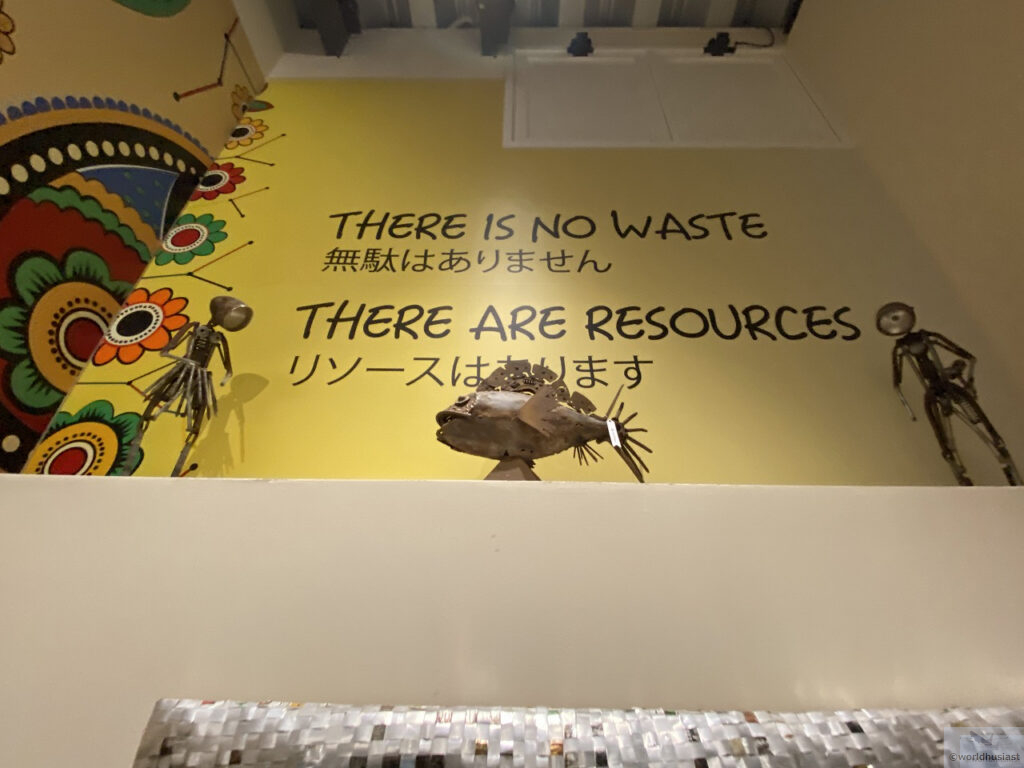 THERE IS NO WASTE
無駄はありません
THERE ARE RESOURCES
リソースはあります
©worldhusiast